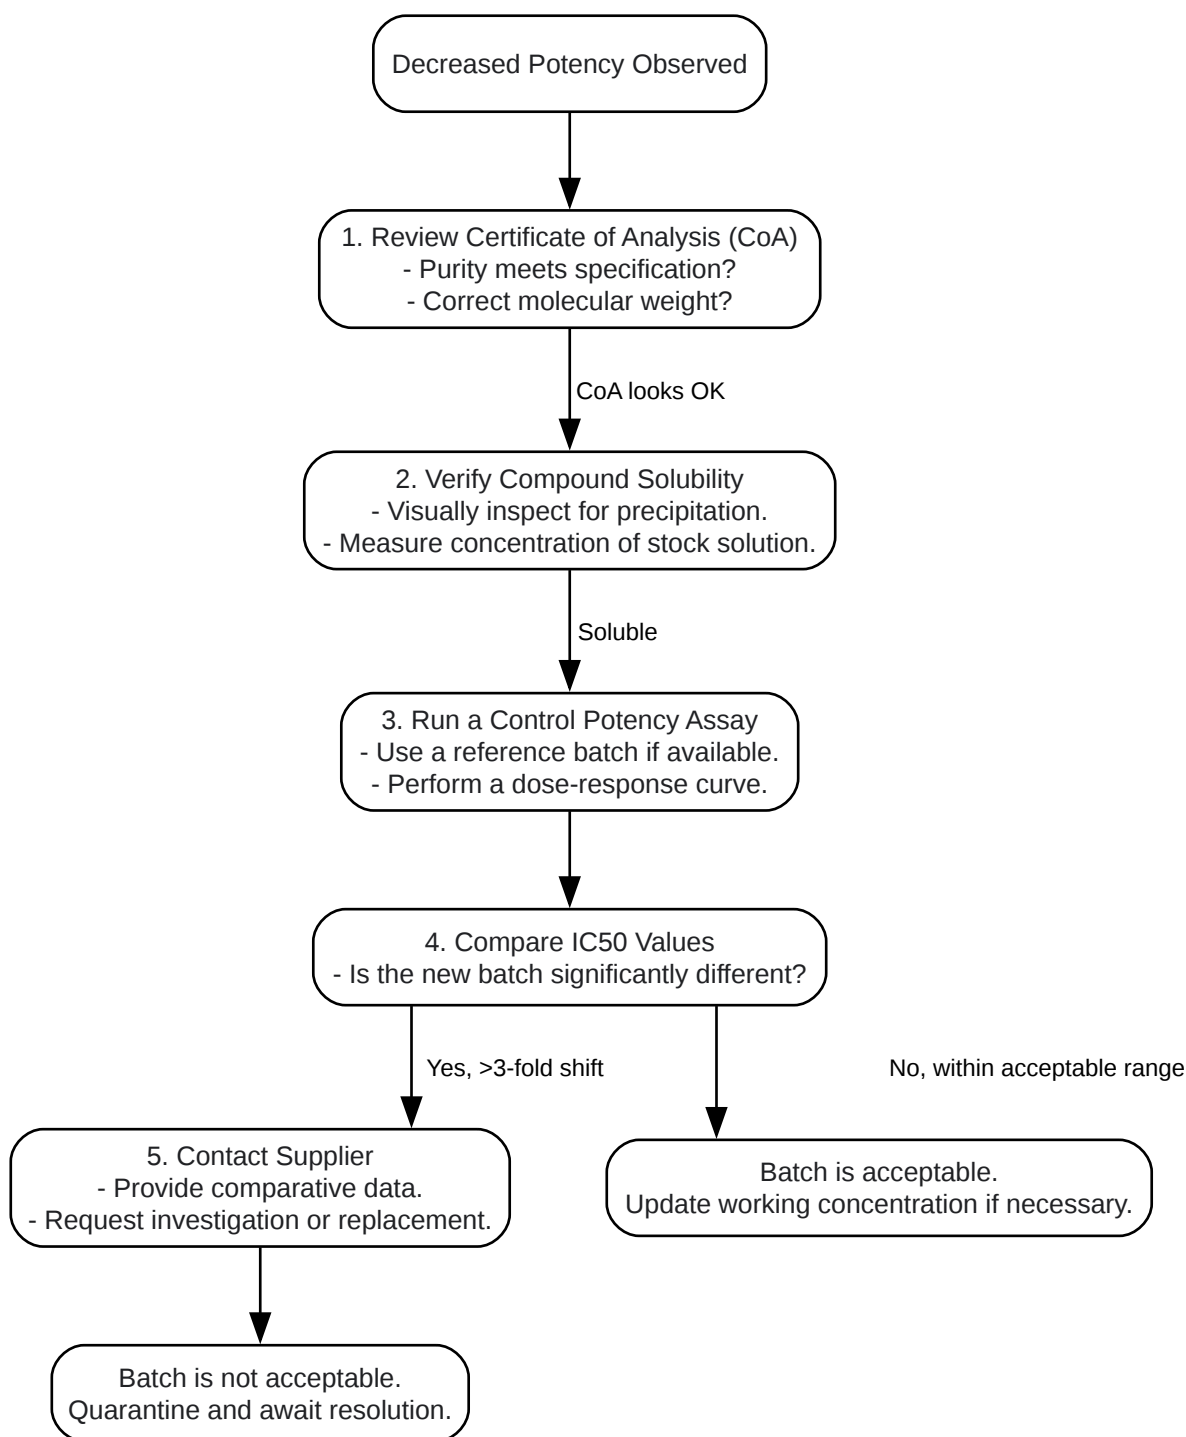 Decreased Potency Observed
1. Review Certificate of Analysis (CoA)
- Purity meets specification?
- Correct molecular weight?
CoA looks OK
2. Verify Compound Solubility
- Visually inspect for precipitation.
- Measure concentration of stock solution.
Soluble
3. Run a Control Potency Assay
- Use a reference batch if available.
- Perform a dose-response curve.
4. Compare IC50 Values
- Is the new batch significantly different?
Yes, >3-fold shift
No, within acceptable range
5. Contact Supplier
- Provide comparative data.
- Request investigation or replacement.
Batch is acceptable.
Update working concentration if necessary.
Batch is not acceptable.
Quarantine and await resolution.